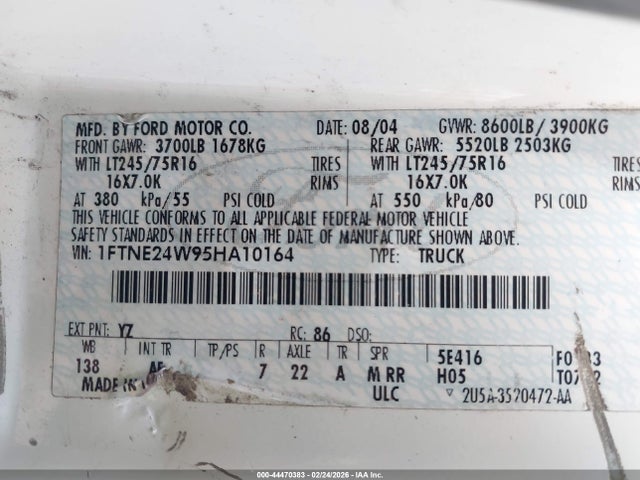 MFD. BY FORD MOTOR CO. DATE: 08/04 GVWR: 8600LB / 3900KG
FRONT GAWR: 3700LB 1678KG REAR GAWR: 5520LB 2503KG
WITH LT245/75R16 TIRES WITH LT245/75R16 TIRES
16X7.0K RIMS 16X7.0K RIMS
AT 380 kPa/55 PSI COLD AT 550 kPa/80 PSI COLD
THIS VEHICLE CONFORMS TO ALL APPLICABLE FEDERAL MOTOR VEHICLE
SAFETY STANDARDS IN EFFECT ON THE DATE OF MANUFACTURE SHOWN ABOVE.
VIN: 1FTNE24W95HA10164 TYPE: TRUCK
EXT PNT: YZ RC: 86 DSO:
WB INT TR TP/PS R AXLE TR SPR 5E416
138 7 22 A M RR H05
MADE ULC 2U5A-3520472-AA
000-44470383 - 02/24/2026 - IAA Inc.